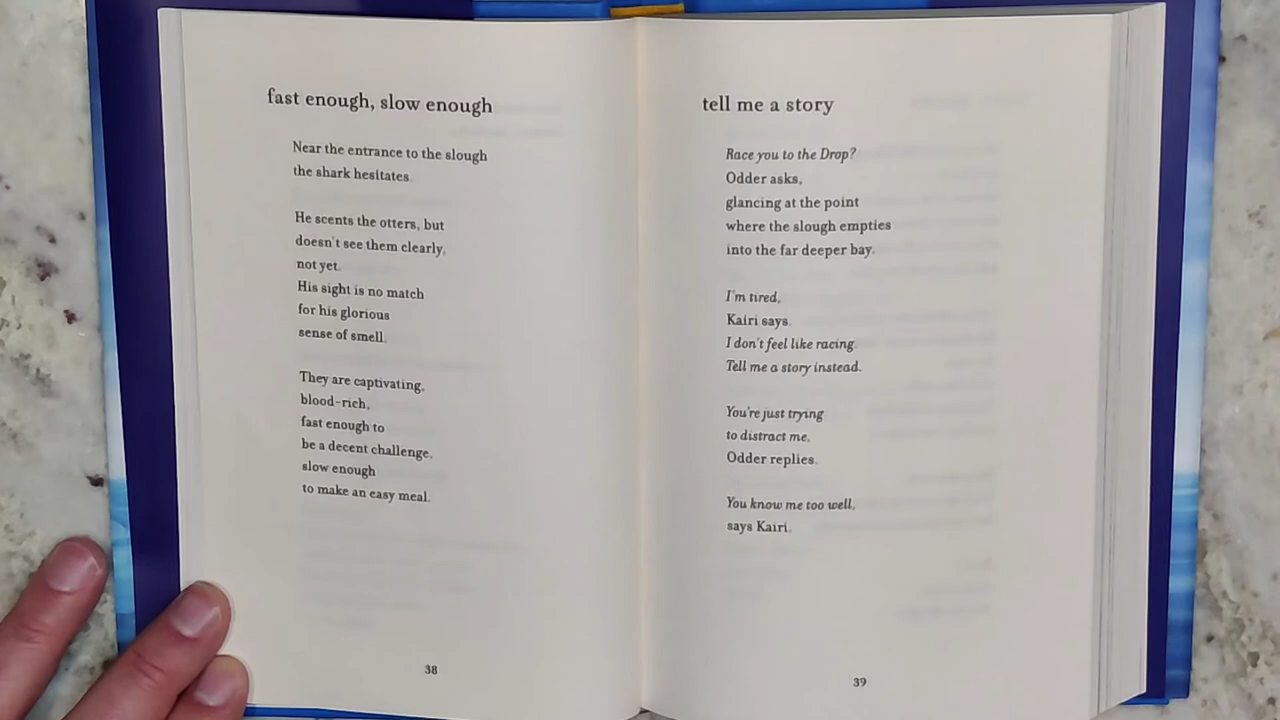 fast enough, slow enough
Near the entrance to the slough
the shark hesitates.
He scents the otters, but
doesn't see them clearly,
not yet.
His sight is no match
for his glorious
sense of smell.
They are captivating,
blood-rich,
fast enough to
be a decent challenge,
slow enough
to make an easy meal.
38
tell me a story
Race you to the Drop?
Odder asks,
glancing at the point
where the slough empties
into the far deeper bay.
I'm tired,
Kairi says.
I don't feel like racing.
Tell me a story instead.
You're just trying
to distract me,
Odder replies.
You know me too well,
says Kairi.
39